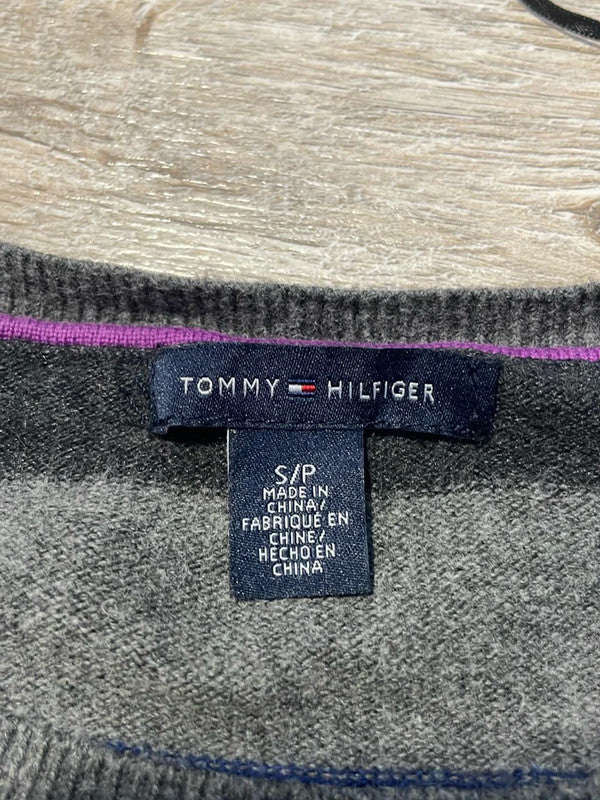 TOMMY HILFIGER
S/P
MADE IN
CHINA/
FABRIQUÉ EN
CHINE/
HECHO EN
CHINA